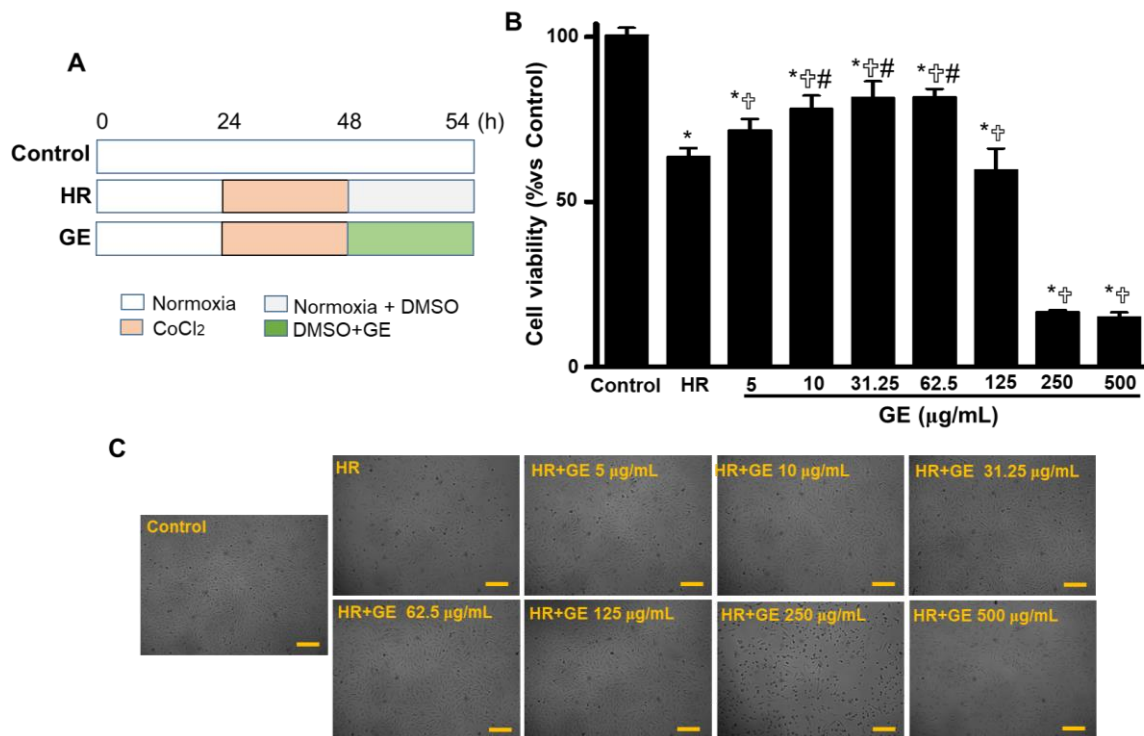 A
0 24 48 54 (h)
Control
HR
GE
Normoxia
Normoxia + DMSO
CoCl₂
DMSO+GE
B
Cell viability (%vs Control)
100
50
0
*
*✞
*✞#
*✞#
*✞#
*✞
*✞
*✞
Control HR 5 10 31.25 62.5 125 250 500
GE (μg/mL)
C
Control
HR
HR+GE 5 μg/mL
HR+GE 10 μg/mL
HR+GE 31.25 μg/mL
HR+GE 62.5 μg/mL
HR+GE 125 μg/mL
HR+GE 250 μg/mL
HR+GE 500 μg/mL